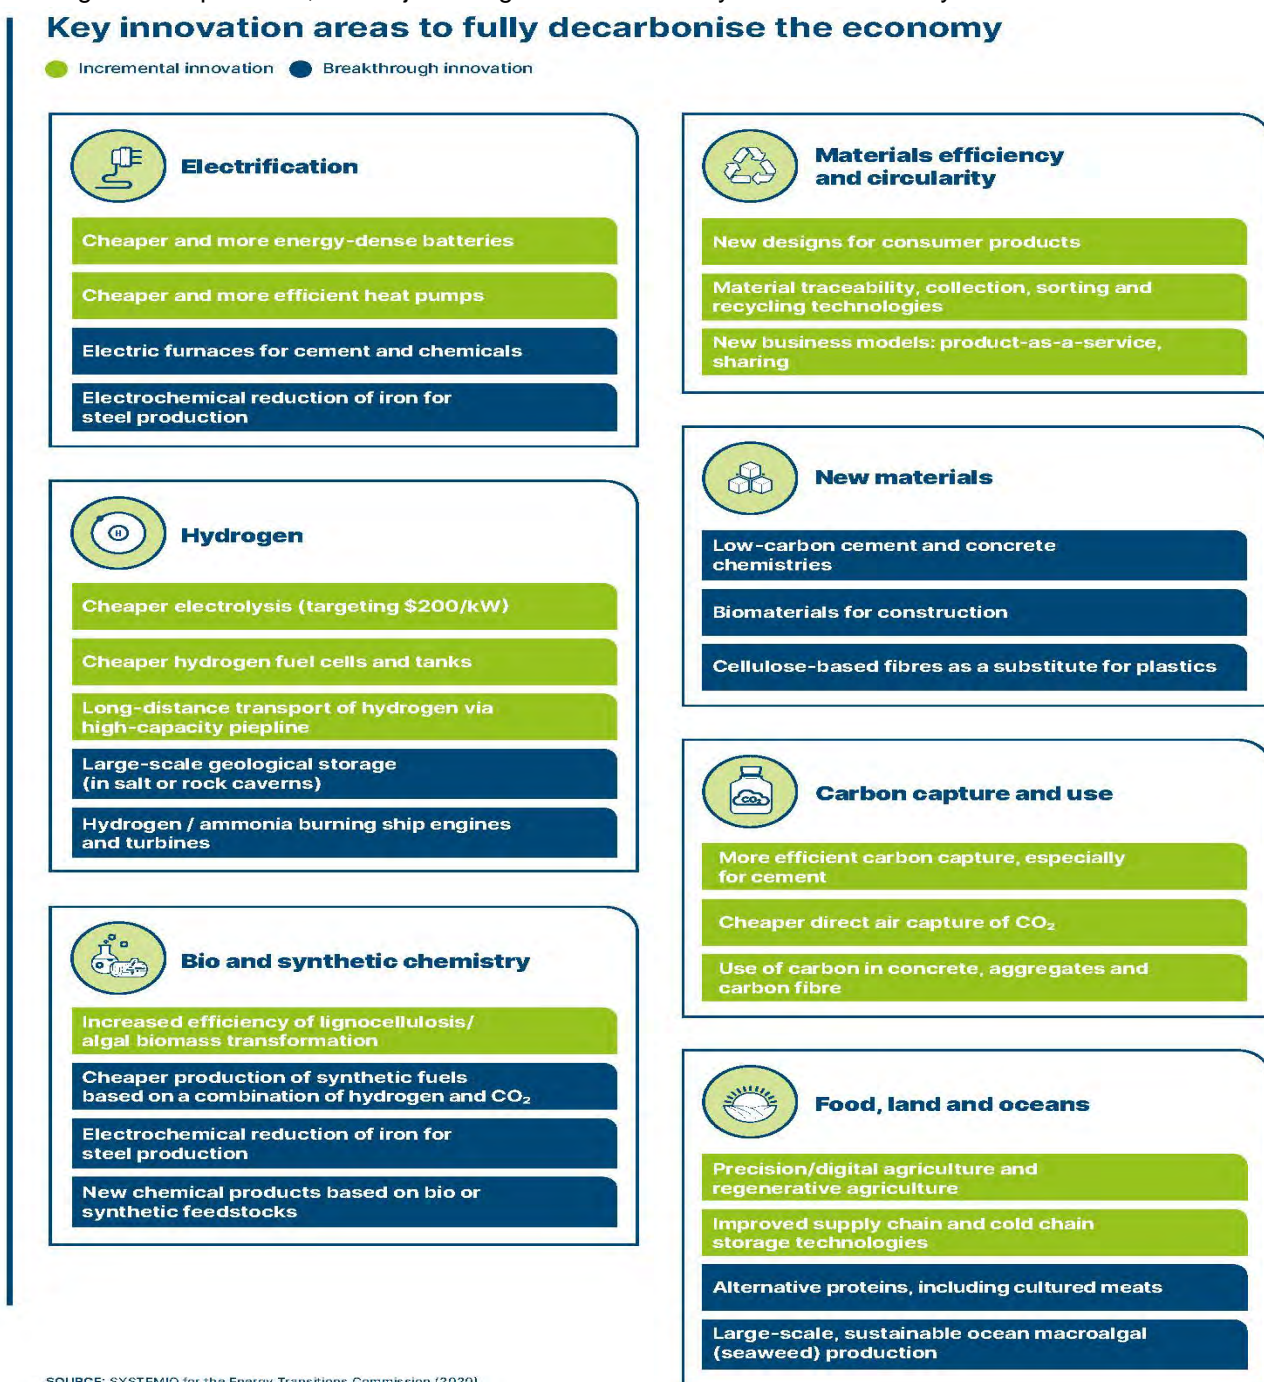 Key innovation areas to fully decarbonise the economy
Incremental innovation
Breakthrough innovation
Electrification
Cheaper and more energy-dense batteries
Cheaper and more efficient heat pumps
Electric furnaces for cement and chemicals
Electrochemical reduction of iron for
steel production
Hydrogen
H
Cheaper electrolysis (targeting $200/kW)
Cheaper hydrogen fuel cells and tanks
Long-distance transport of hydrogen via
high-capacity piepline
Large-scale geological storage
(in salt or rock caverns)
Hydrogen / ammonia burning ship engines
and turbines
Bio and synthetic chemistry
Increased efficiency of lignocellulosis/
algal biomass transformation
Cheaper production of synthetic fuels
based on a combination of hydrogen and CO₂
Electrochemical reduction of iron for
steel production
New chemical products based on bio or
synthetic feedstocks
Materials efficiency
and circularity
New designs for consumer products
Material traceability, collection, sorting and
recycling technologies
New business models: product-as-a-service,
sharing
New materials
Low-carbon cement and concrete
chemistries
Biomaterials for construction
Cellulose-based fibres as a substitute for plastics
CO₂
Carbon capture and use
More efficient carbon capture, especially
for cement
Cheaper direct air capture of CO₂
Use of carbon in concrete, aggregates and
carbon fibre
Food, land and oceans
Precision/digital agriculture and
regenerative agriculture
Improved supply chain and cold chain
storage technologies
Alternative proteins, including cultured meats
Large-scale, sustainable ocean macroalgal
(seaweed) production
SOURCE: SYSTEMIQ for the Energy Transitions Commission (2020)